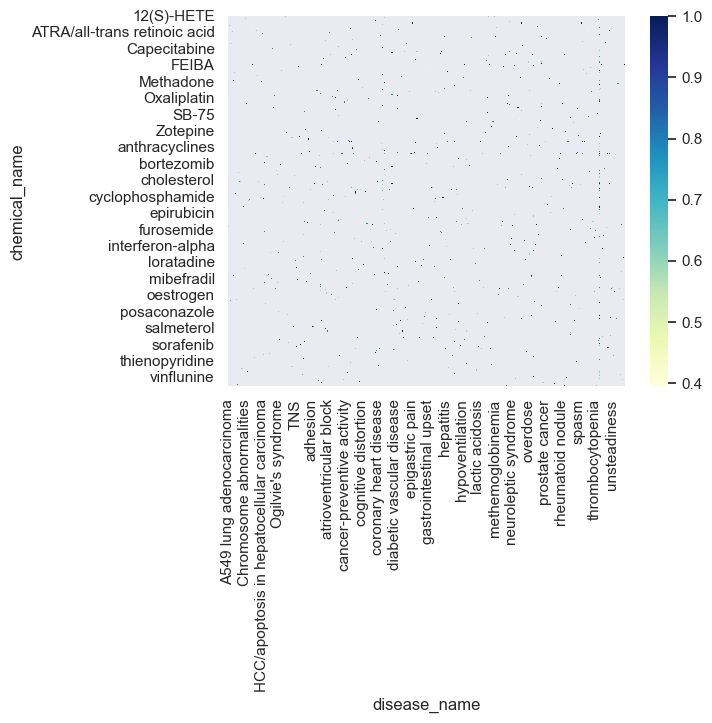 12(S)-HETE
ATRA/all-trans retinoic acid
Capecitabine
FEIBA
Methadone
Oxaliplatin
SB-75
Zotepine
anthracyclines
bortezomib
cholesterol
cyclophosphamide
epirubicin
furosemide
interferon-alpha
loratadine
mibefradil
oestrogen
posaconazole
salmeterol
sorafenib
thienopyridine
vinflunine
chemical_name
1.0
0.9
0.8
0.7
0.6
0.5
0.4
A549 lung adenocarcinoma
Chromosome abnormalities
HCC/apoptosis in hepatocellular carcinoma
Ogilvie's syndrome
TNS
adhesion
atrioventricular block
cancer-preventive activity
cognitive distortion
coronary heart disease
diabetic vascular disease
epigastric pain
gastrointestinal upset
hepatitis
hypoventilation
lactic acidosis
methemoglobinemia
neuroleptic syndrome
overdose
prostate cancer
rheumatoid nodule
spasm
thrombocytopenia
unsteadiness
disease_name